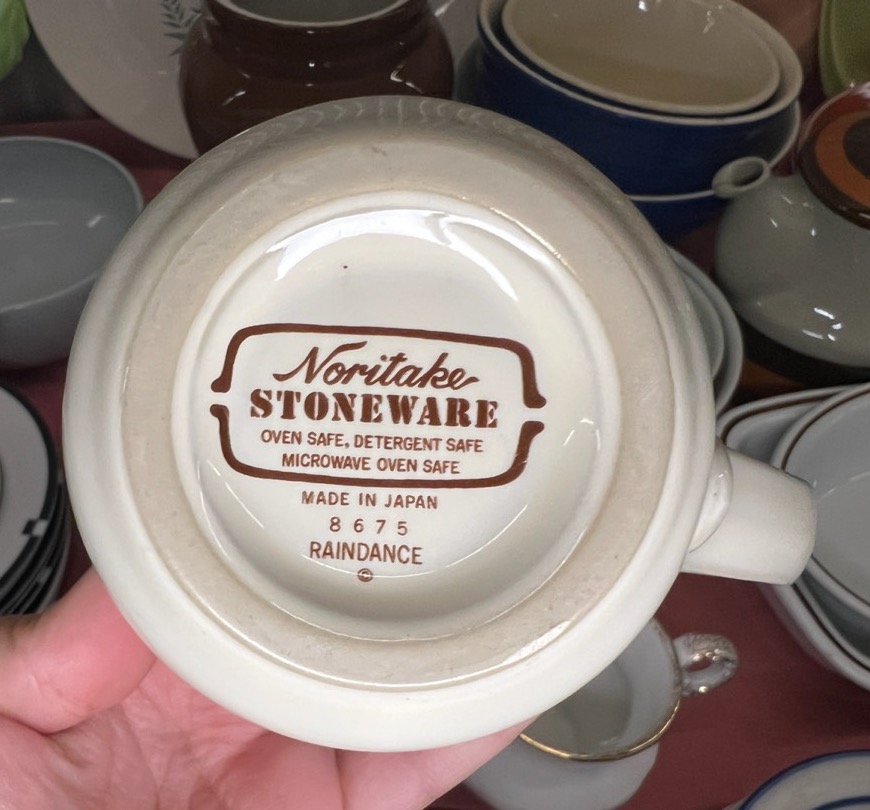 Noritake
STONEWARE
OVEN SAFE, DETERGENT SAFE
MICROWAVE OVEN SAFE
MADE IN JAPAN
8675
RAINDANCE
©